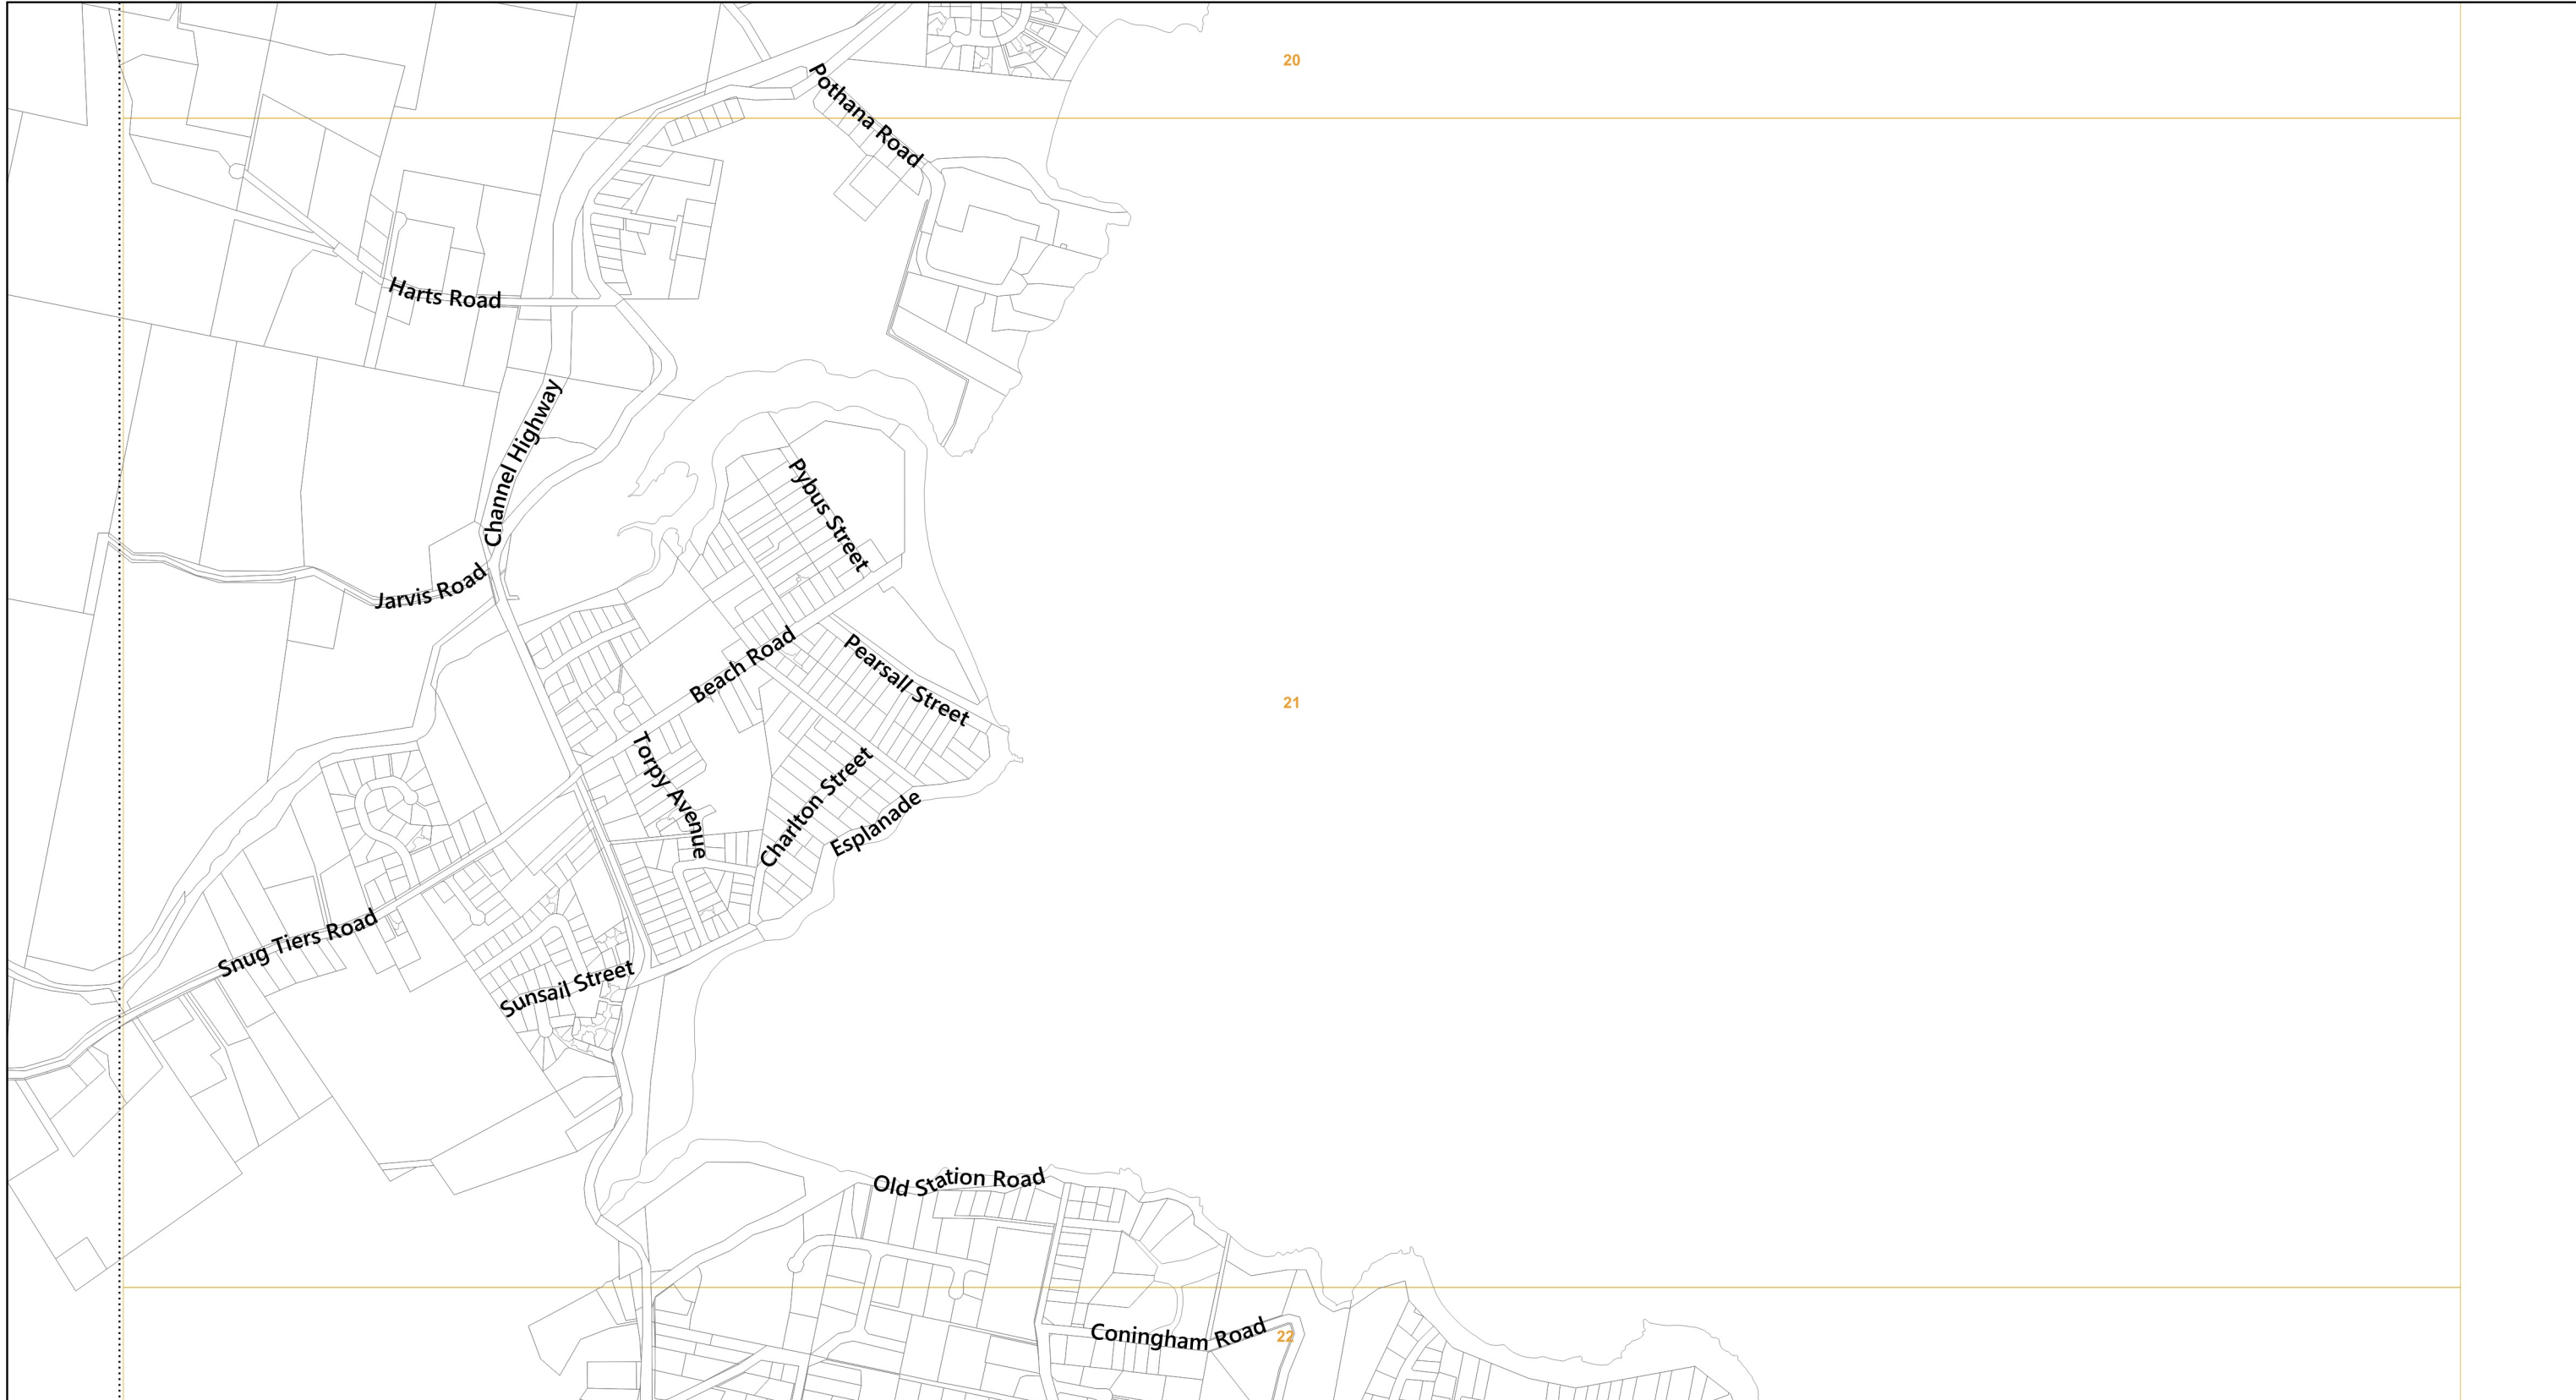 20
Pothana Road
Harts Road
Channel Highway
Pybus Street
Jarvis Road
Beach Road
Pearsall Street
21
Torpy Avenue
Charlton Street
Esplanade
Snug Tiers Road
Sunsail Street
Old Station Road
Coningham Road
22